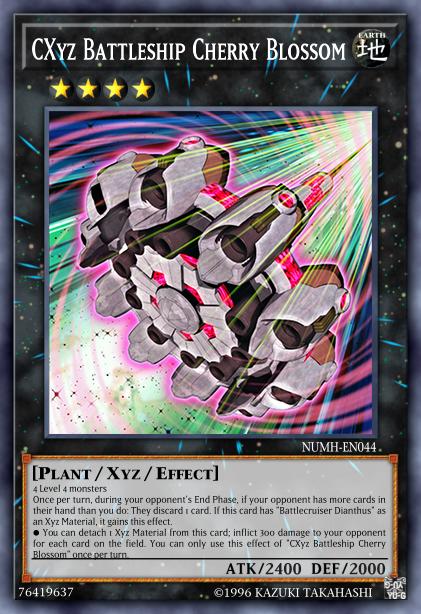 CXyz Battleship Cherry Blossom
EARTH
地
NUMH-EN044
[Plant / Xyz / Effect]
4 Level 4 monsters
Once per turn, during your opponent's End Phase, if your opponent has more cards in
their hand than you do: They discard 1 card. If this card has "Battlecruiser Dianthus" as
an Xyz Material, it gains this effect.
● You can detach 1 Xyz Material from this card; inflict 300 damage to your opponent
for each card on the field. You can only use this effect of "CXyz Battleship Cherry
Blossom" once per turn.
ATK/2400 DEF/2000
76419637
©1996 KAZUKI TAKAHASHI